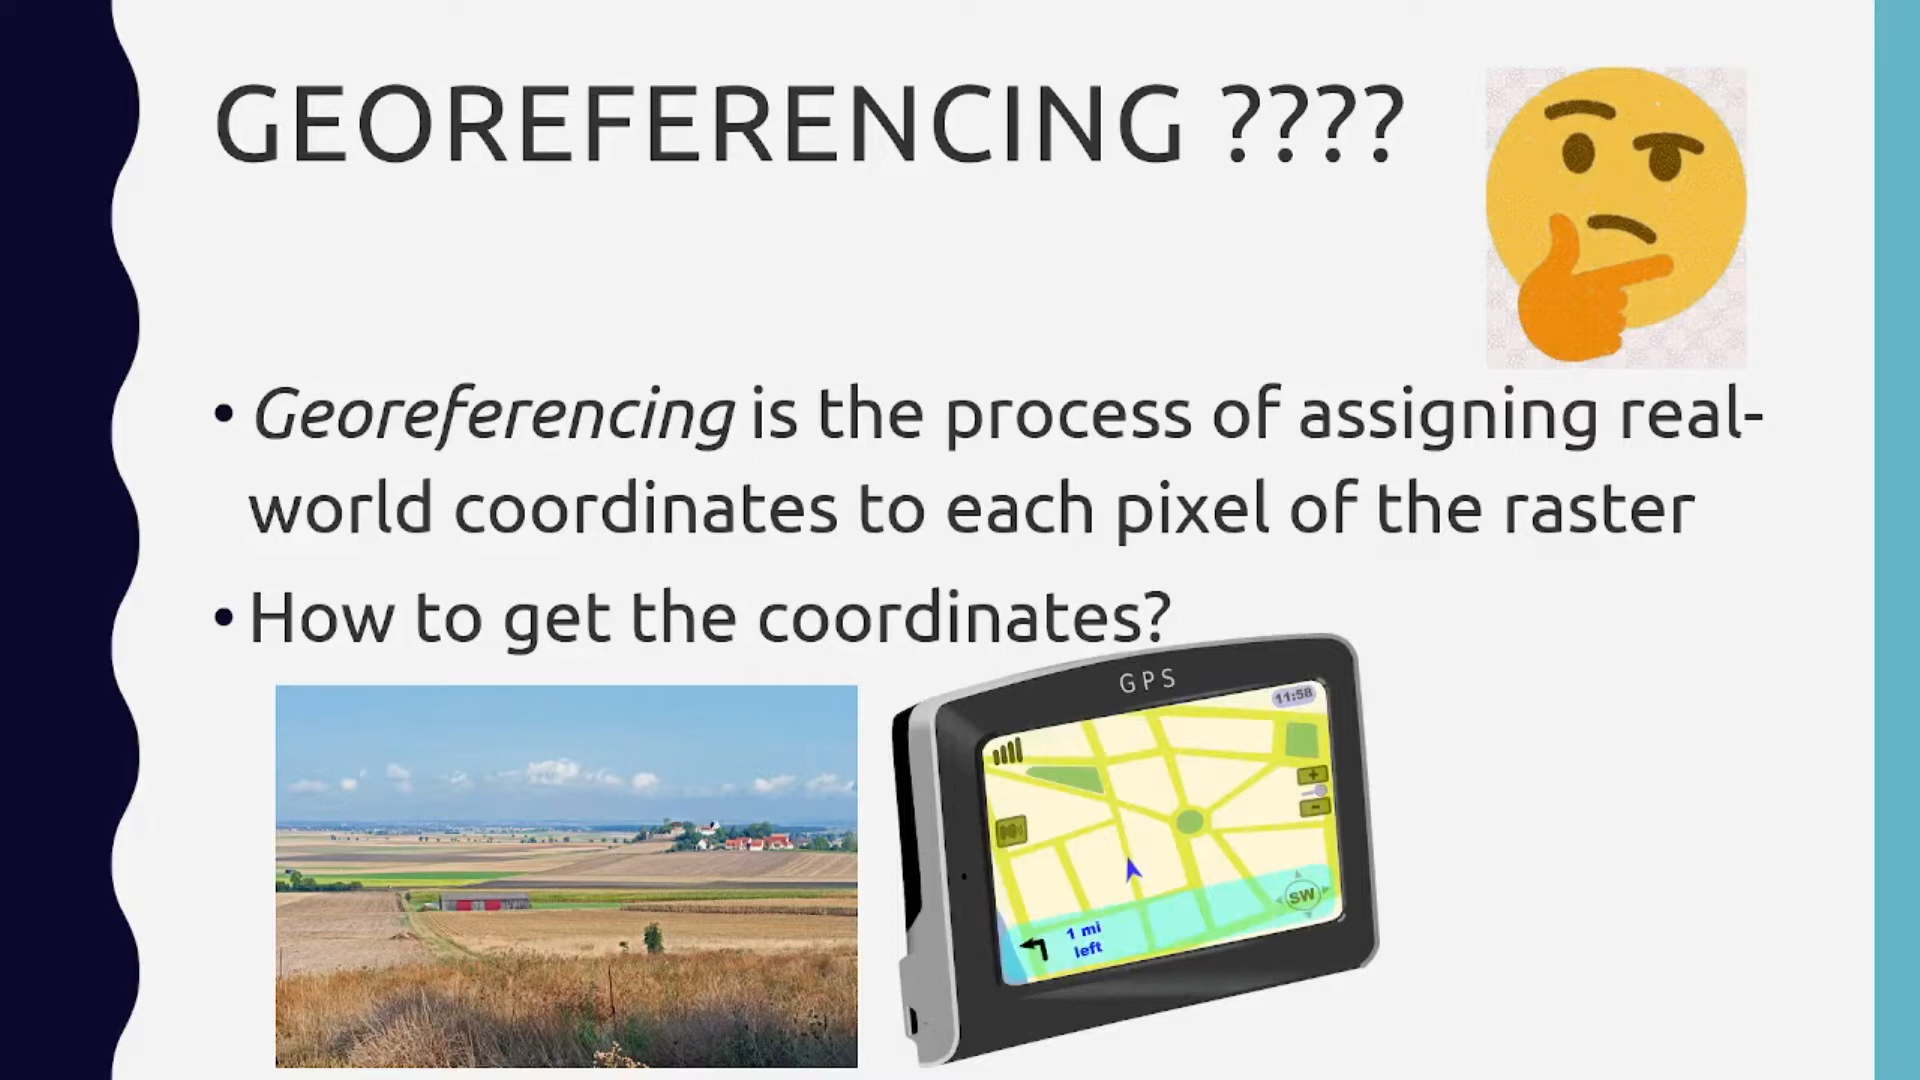 GEOREFERENCING ????
• Georeferencing is the process of assigning real-
world coordinates to each pixel of the raster
• How to get the coordinates?
GPS
11:58
+
-
SW
1 mi
left